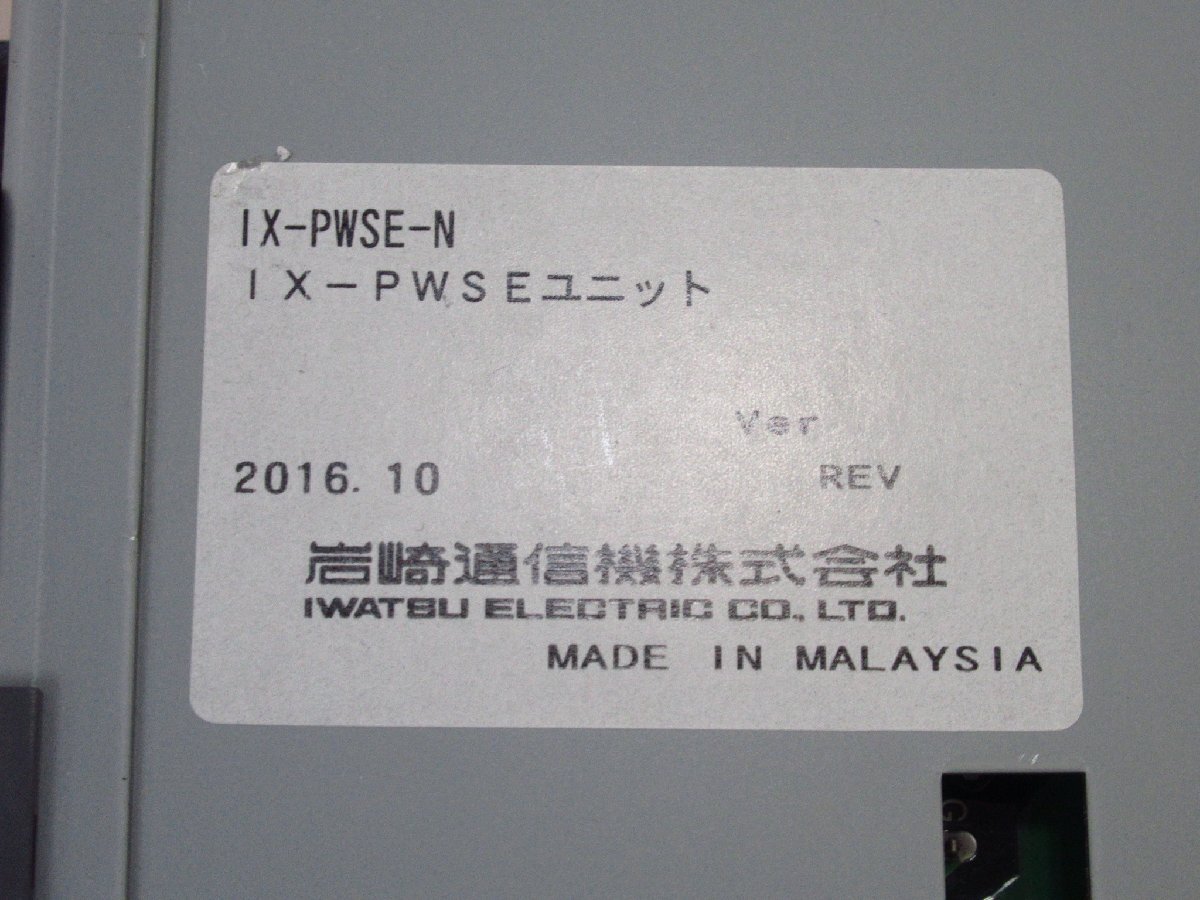 IX-PWSE-N
IX-PWSEユニット
Ver
2016. 10 REV
岩崎通信機株式会社
IWATSU ELECTRIC CO., LTD.
MADE IN MALAYSIA
G